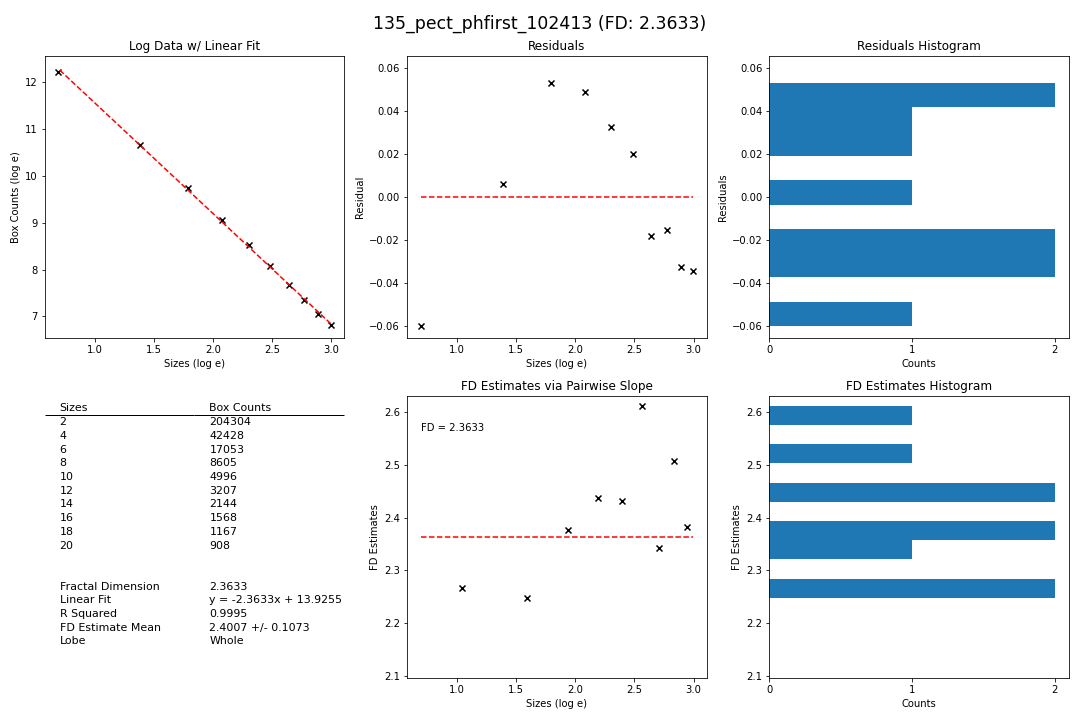 135_pect_phfirst_102413 (FD: 2.3633)
Log Data w/ Linear Fit
Box Counts (log e)
12
11
10
9
8
7
1.0 1.5 2.0 2.5 3.0
Sizes (log e)
Residuals
Residual
0.06
0.04
0.02
0.00
−0.02
−0.04
−0.06
1.0 1.5 2.0 2.5 3.0
Sizes (log e)
Residuals Histogram
Residuals
0.06
0.04
0.02
0.00
−0.02
−0.04
−0.06
0 1 2
Counts
Sizes Box Counts
2 204304
4 42428
6 17053
8 8605
10 4996
12 3207
14 2144
16 1568
18 1167
20 908
Fractal Dimension 2.3633
Linear Fit y = -2.3633x + 13.9255
R Squared 0.9995
FD Estimate Mean 2.4007 +/- 0.1073
Lobe Whole
FD Estimates via Pairwise Slope
FD Estimates
2.6
2.5
2.4
2.3
2.2
2.1
FD = 2.3633
1.0 1.5 2.0 2.5 3.0
Sizes (log e)
FD Estimates Histogram
FD Estimates
2.6
2.5
2.4
2.3
2.2
2.1
0 1 2
Counts